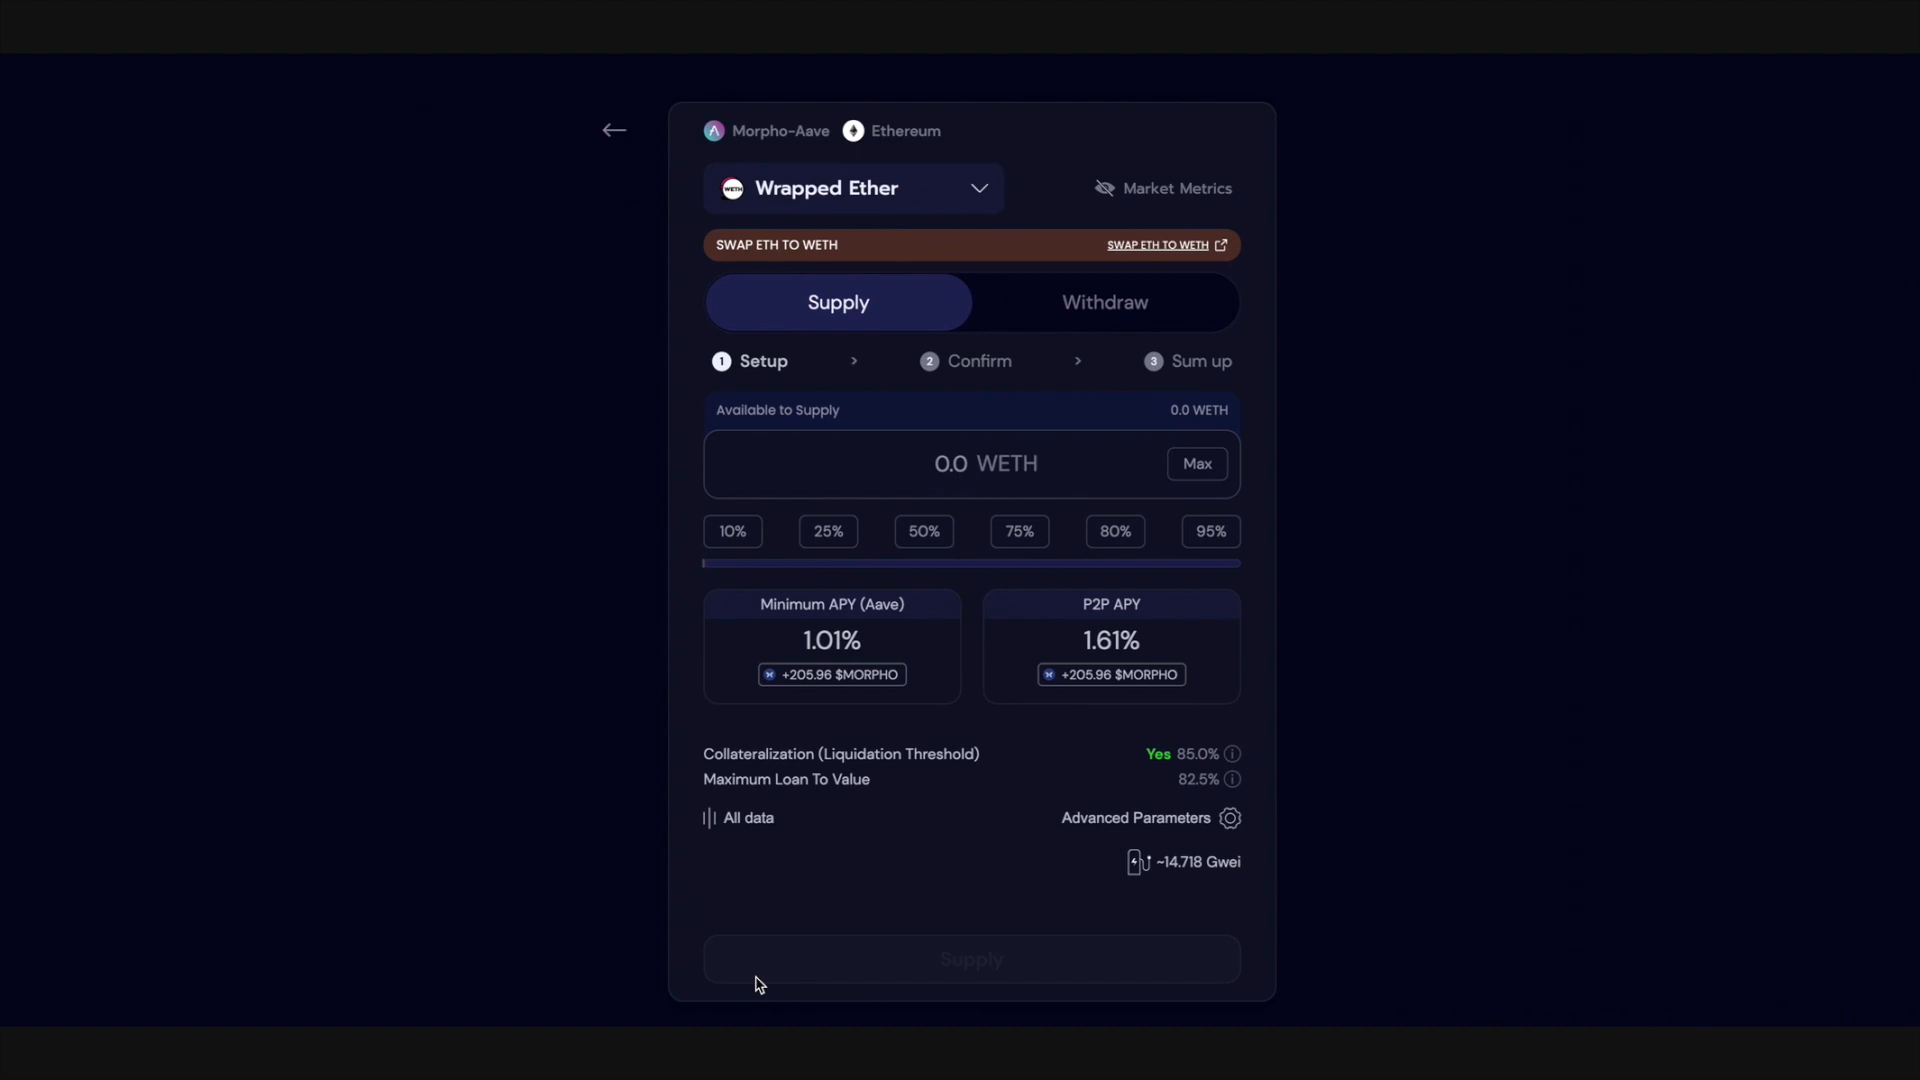 Morpho-Aave Ethereum
WETH Wrapped Ether Market Metrics
SWAP ETH TO WETH SWAP ETH TO WETH
Supply Withdraw
1 Setup > 2 Confirm > 3 Sum up
Available to Supply 0.0 WETH
0.0 WETH Max
10% 25% 50% 75% 80% 95%
Minimum APY (Aave) P2P APY
1.01% 1.61%
+205.96 $MORPHO +205.96 $MORPHO
Collateralization (Liquidation Threshold) Yes 85.0%
Maximum Loan To Value 82.5%
All data Advanced Parameters
~14.718 Gwei
Supply